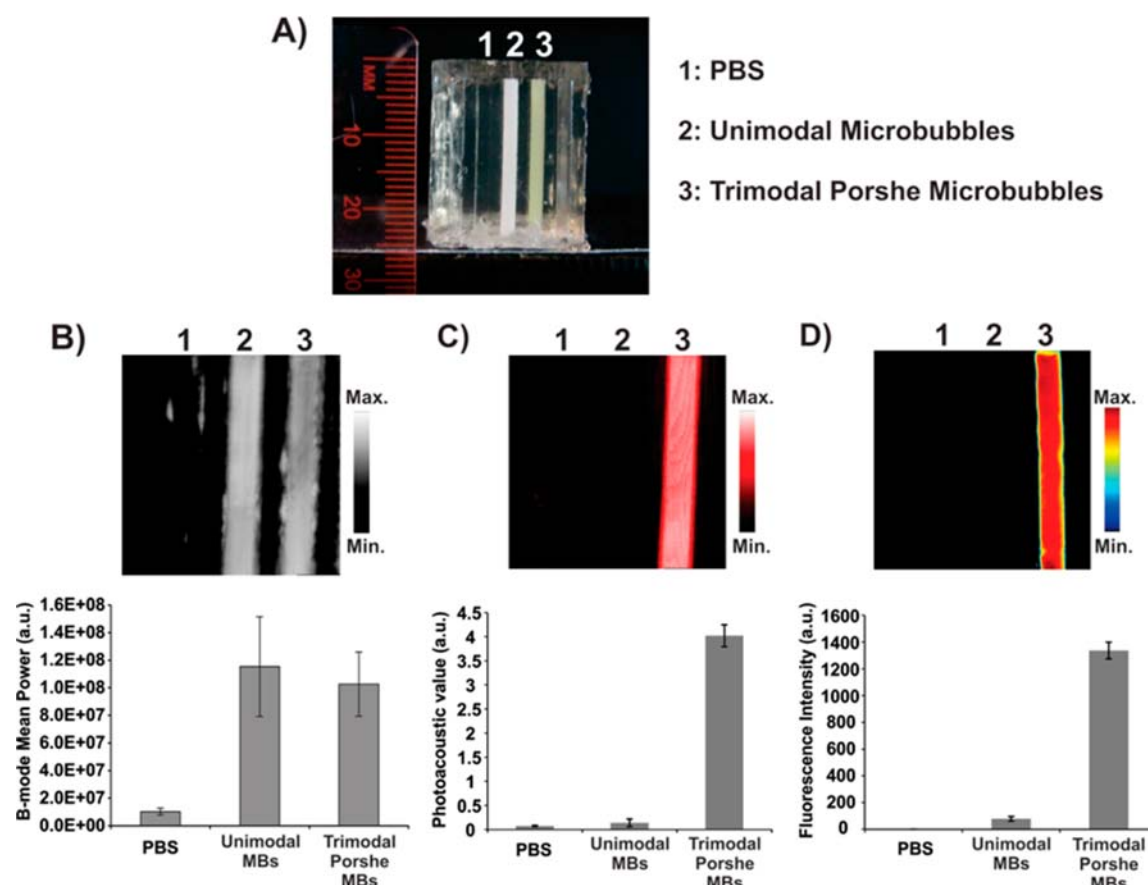 A)
1 2 3
MM
10
20
30
1: PBS
2: Unimodal Microbubbles
3: Trimodal Porshe Microbubbles
B)
1 2 3
Max.
Min.
C)
1 2 3
Max.
Min.
D)
1 2 3
Max.
Min.
B-mode Mean Power (a.u.)
1.6E+08
1.4E+08
1.2E+08
1.0E+08
8.0E+07
6.0E+07
4.0E+07
2.0E+07
0.0E+00
PBS
Unimodal
MBs
Trimodal
Porshe
MBs
Photoacoustic value (a.u.)
4.5
4
3.5
3
2.5
2
1.5
1
0.5
0
PBS
Unimodal
MBs
Trimodal
Porshe
MBs
Fluorescence Intensity (a.u.)
1600
1400
1200
1000
800
600
400
200
0
PBS
Unimodal
MBs
Trimodal
Porshe
MBs